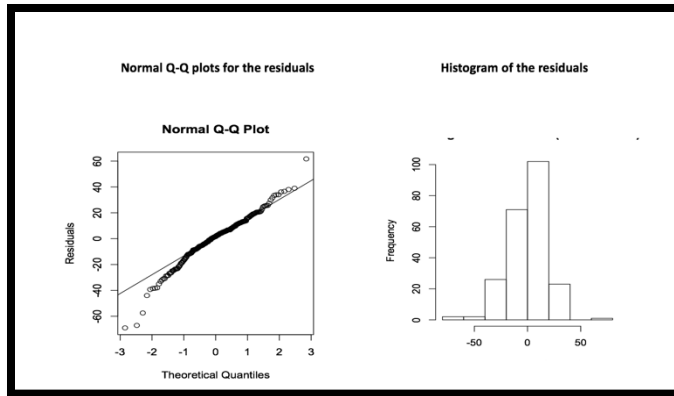 Normal Q-Q plots for the residuals
Histogram of the residuals
Normal Q-Q Plot
Residuals
60
40
20
0
-20
-40
-60
-3 -2 -1 0 1 2 3
Theoretical Quantiles
Frequency
100
80
60
40
20
0
-50 0 50